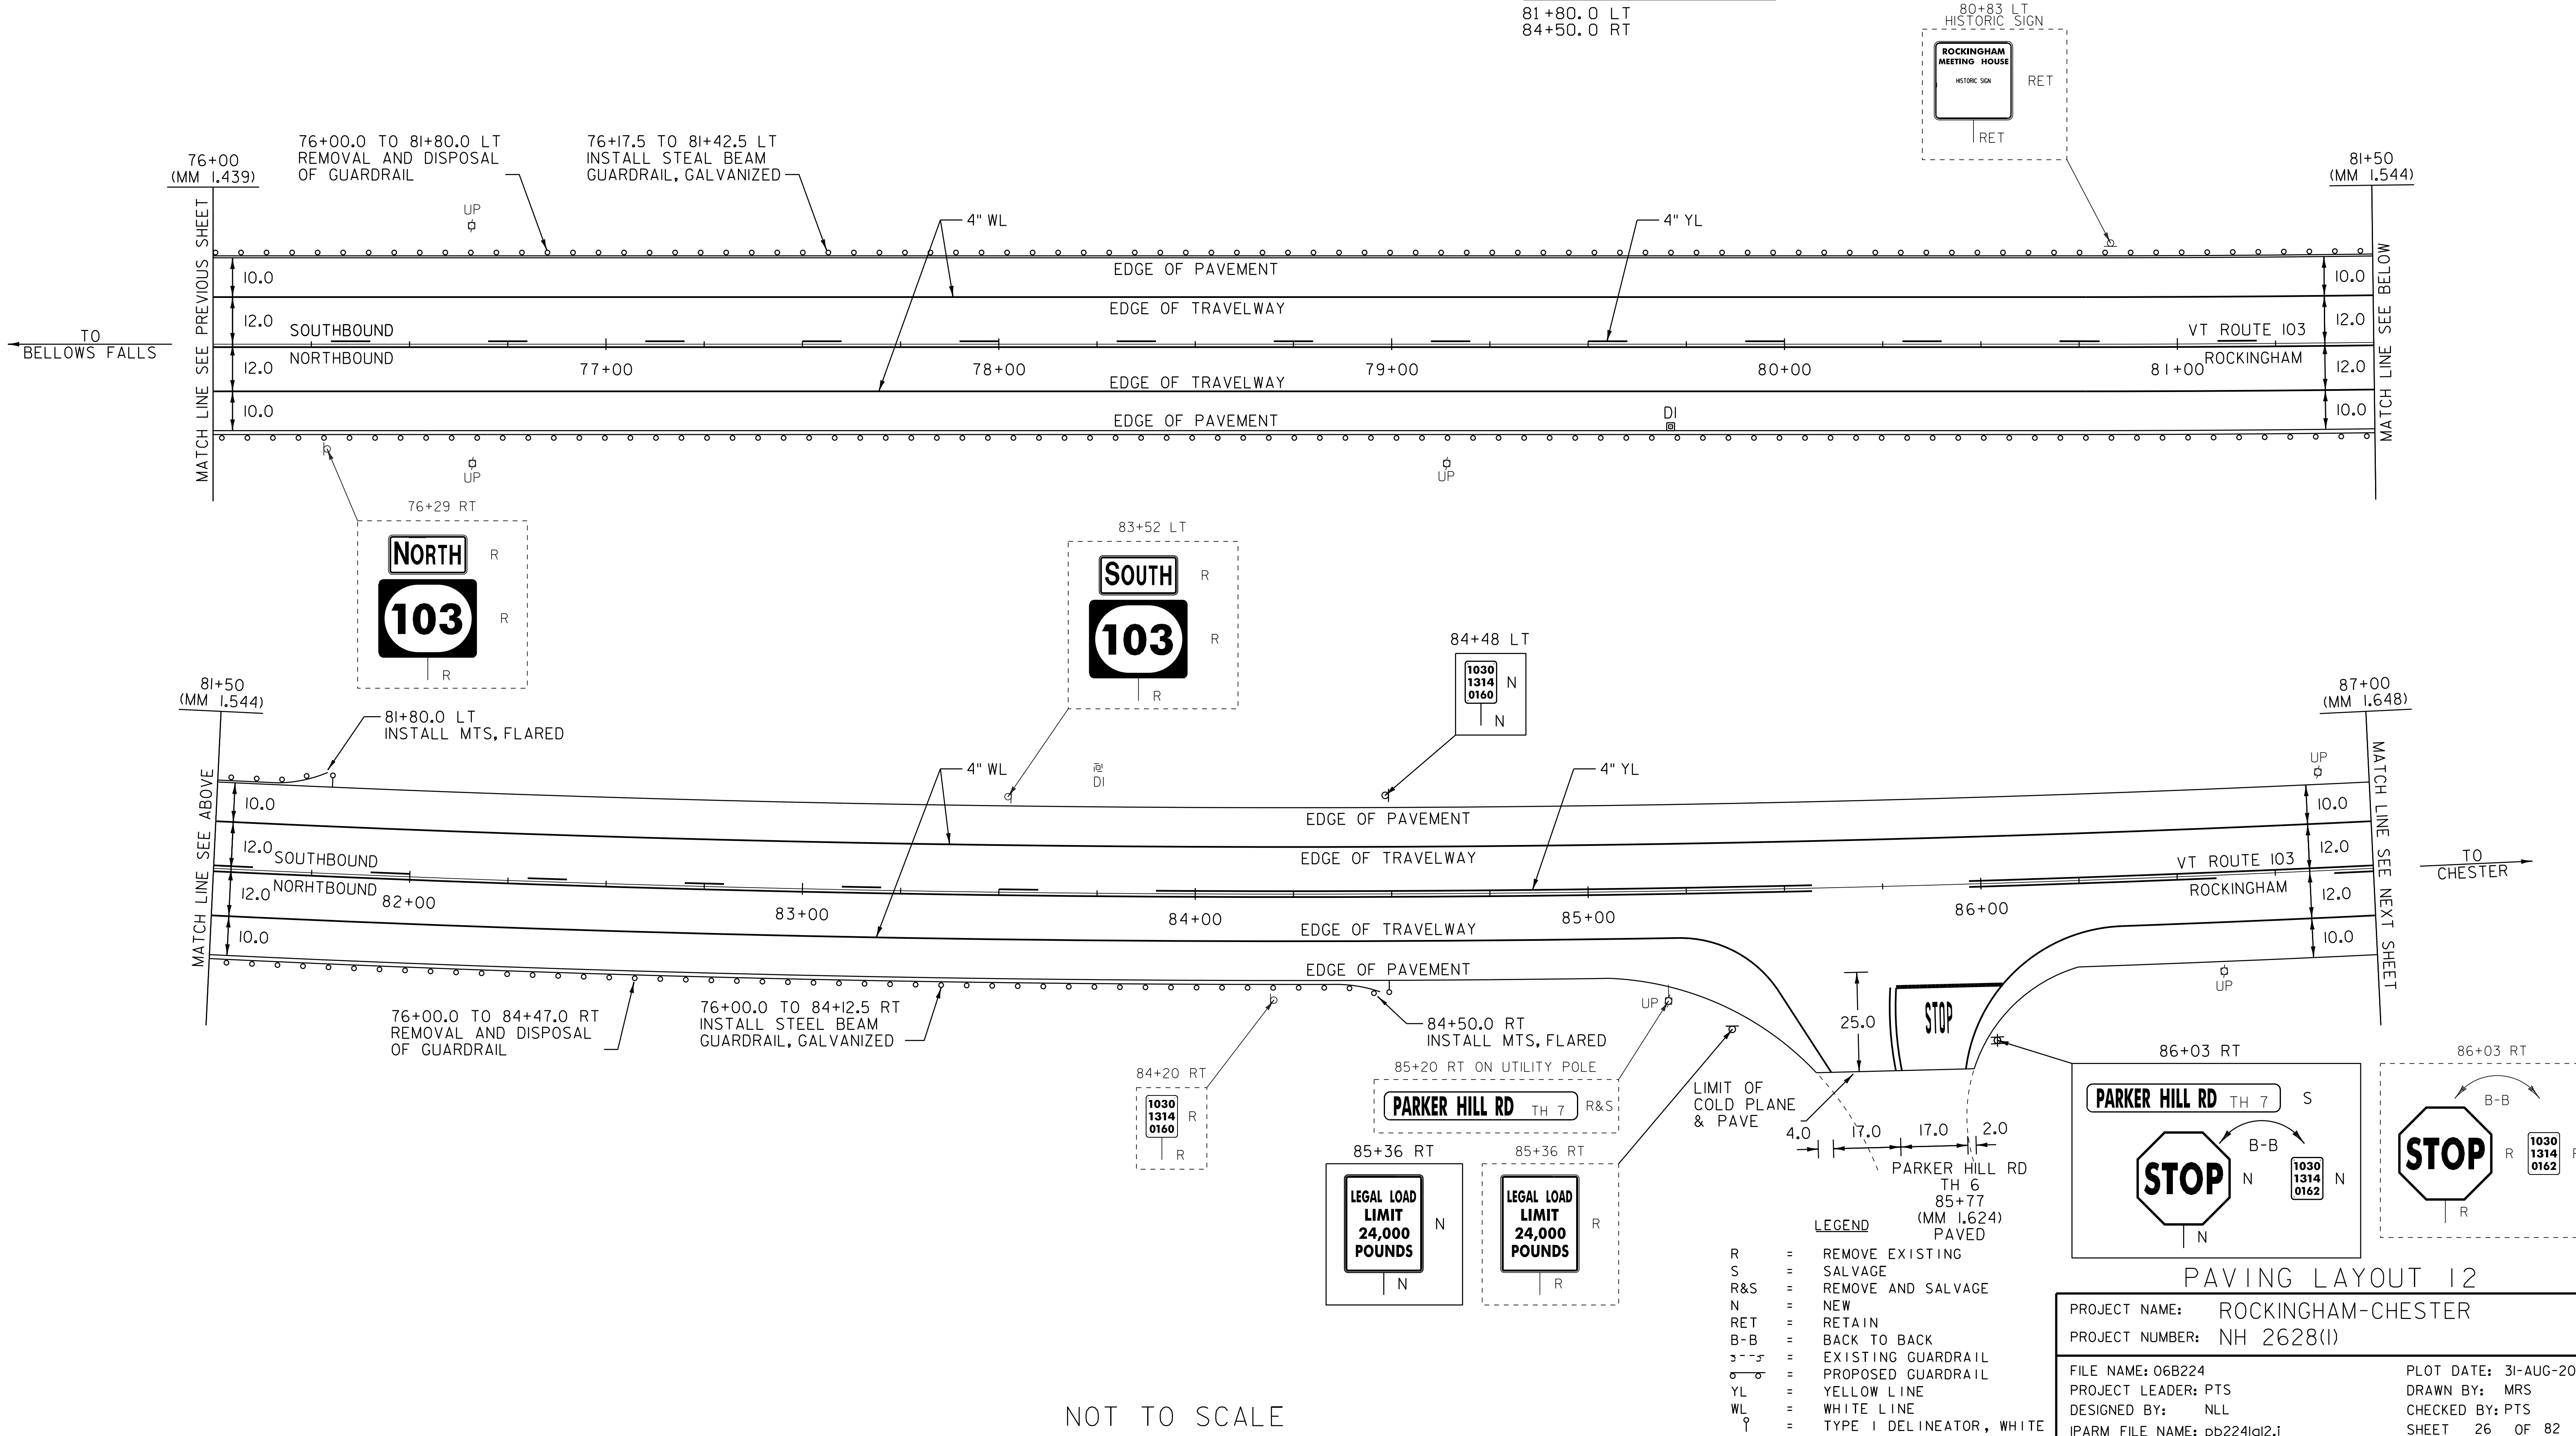 81+80.0 LT
84+50.0 RT
80+83 LT
HISTORIC SIGN
ROCKINGHAM
MEETING HOUSE
HISTORIC SIGN
RET
RET
76+00
(MM 1.439)
76+00.0 TO 81+80.0 LT
REMOVAL AND DISPOSAL
OF GUARDRAIL
76+17.5 TO 81+42.5 LT
INSTALL STEAL BEAM
GUARDRAIL, GALVANIZED
81+50
(MM 1.544)
MATCH LINE SEE PREVIOUS SHEET
UP
4" WL
4" YL
MATCH LINE SEE BELOW
10.0
EDGE OF PAVEMENT
10.0
12.0
EDGE OF TRAVELWAY
12.0
TO
BELLOWS FALLS
SOUTHBOUND
VT ROUTE 103
NORTHBOUND
ROCKINGHAM
12.0
77+00
78+00
79+00
80+00
81+00
12.0
EDGE OF TRAVELWAY
10.0
EDGE OF PAVEMENT
DI
10.0
UP
UP
76+29 RT
NORTH R
103 R
R
83+52 LT
SOUTH R
103 R
R
84+48 LT
1030
1314
0160
N
N
81+50
(MM 1.544)
81+80.0 LT
INSTALL MTS, FLARED
87+00
(MM 1.648)
MATCH LINE SEE ABOVE
4" WL
DI
4" YL
UP
MATCH LINE SEE NEXT SHEET
10.0
EDGE OF PAVEMENT
10.0
12.0
SOUTHBOUND
EDGE OF TRAVELWAY
VT ROUTE 103
12.0
TO
CHESTER
12.0
NORHTBOUND
ROCKINGHAM
12.0
82+00
83+00
84+00
85+00
86+00
10.0
EDGE OF TRAVELWAY
10.0
EDGE OF PAVEMENT
UP
76+00.0 TO 84+47.0 RT
REMOVAL AND DISPOSAL
OF GUARDRAIL
76+00.0 TO 84+12.5 RT
INSTALL STEEL BEAM
GUARDRAIL, GALVANIZED
84+50.0 RT
INSTALL MTS, FLARED
UP
25.0
STOP
84+20 RT
1030
1314
0160
R
R
85+20 RT ON UTILITY POLE
PARKER HILL RD TH 7 R&S
85+36 RT
LEGAL LOAD
LIMIT
24,000
POUNDS
N
N
85+36 RT
LEGAL LOAD
LIMIT
24,000
POUNDS
R
R
LIMIT OF
COLD PLANE
& PAVE
4.0 17.0 17.0 2.0
PARKER HILL RD
TH 6
85+77
(MM 1.624)
PAVED
86+03 RT
PARKER HILL RD TH 7 S
B-B
STOP N
1030
1314
0162
N
N
86+03 RT
B-B
STOP R
1030
1314
0162
R
LEGEND
R = REMOVE EXISTING
S = SALVAGE
R&S = REMOVE AND SALVAGE
N = NEW
RET = RETAIN
B-B = BACK TO BACK
= EXISTING GUARDRAIL
= PROPOSED GUARDRAIL
YL = YELLOW LINE
WL = WHITE LINE
= TYPE 1 DELINEATOR, WHITE
NOT TO SCALE
PAVING LAYOUT 12
PROJECT NAME: ROCKINGHAM-CHESTER
PROJECT NUMBER: NH 2628(1)
FILE NAME: 06B224
PLOT DATE: 31-AUG-20
PROJECT LEADER: PTS
DRAWN BY: MRS
DESIGNED BY: NLL
CHECKED BY: PTS
SHEET 26 OF 82